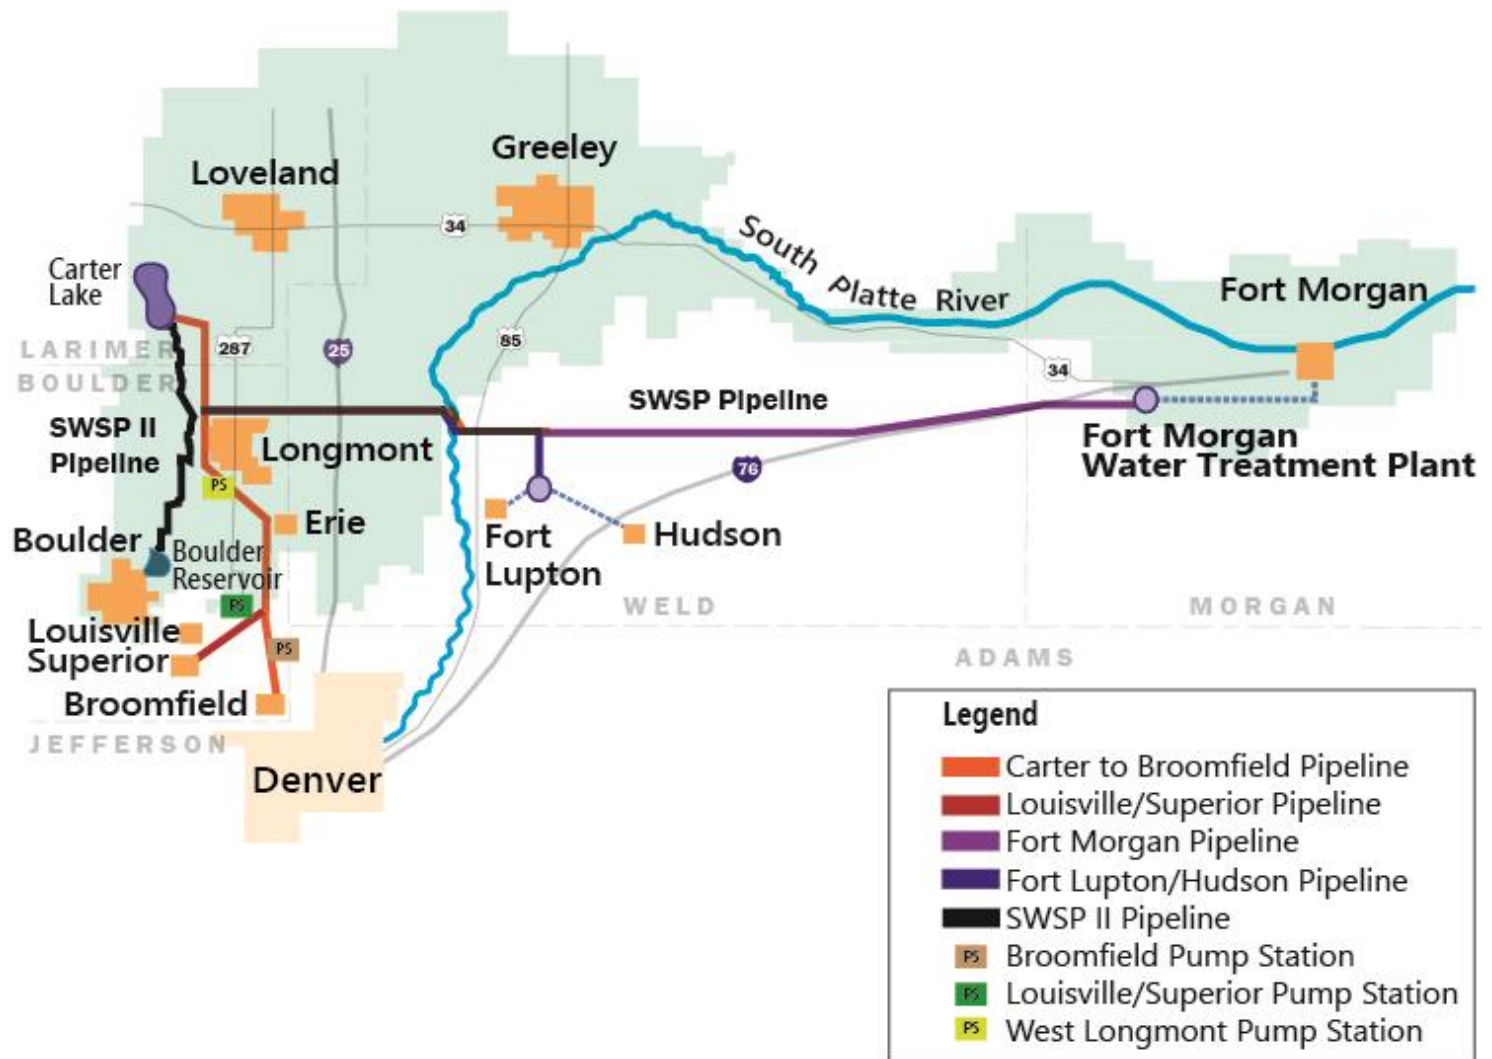 Greeley
Loveland
34
South Platte River
Carter
Lake
Fort Morgan
LARIMER
287
25
85
34
BOULDER
SWSP II
Pipeline
SWSP Pipeline
Longmont
Fort Morgan
Water Treatment Plant
76
PS
Erie
Fort
Lupton
Hudson
Boulder
Boulder
Reservoir
PS
WELD
MORGAN
Louisville
Superior
PS
ADAMS
Broomfield
JEFFERSON
Denver
Legend
Carter to Broomfield Pipeline
Louisville/Superior Pipeline
Fort Morgan Pipeline
Fort Lupton/Hudson Pipeline
SWSP II Pipeline
PS Broomfield Pump Station
PS Louisville/Superior Pump Station
PS West Longmont Pump Station